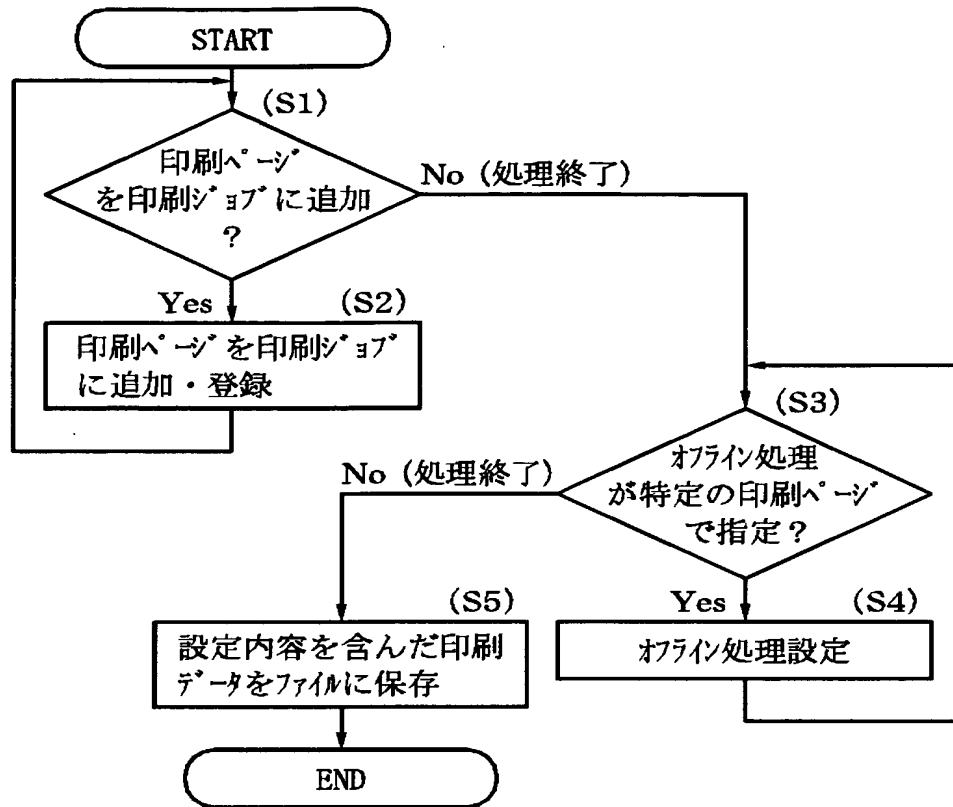 START
(S1)
印刷ﾍﾟｰｼﾞ
を印刷ｼﾞｮﾌﾞに追加
?
No (処理終了)
Yes
(S2)
印刷ﾍﾟｰｼﾞを印刷ｼﾞｮﾌﾞ
に追加・登録
(S3)
ｵﾌﾗｲﾝ処理
が特定の印刷ﾍﾟｰｼﾞ
で指定?
No (処理終了)
Yes
(S4)
ｵﾌﾗｲﾝ処理設定
(S5)
設定内容を含んだ印刷
ﾃﾞｰﾀをﾌｧｲﾙに保存
END